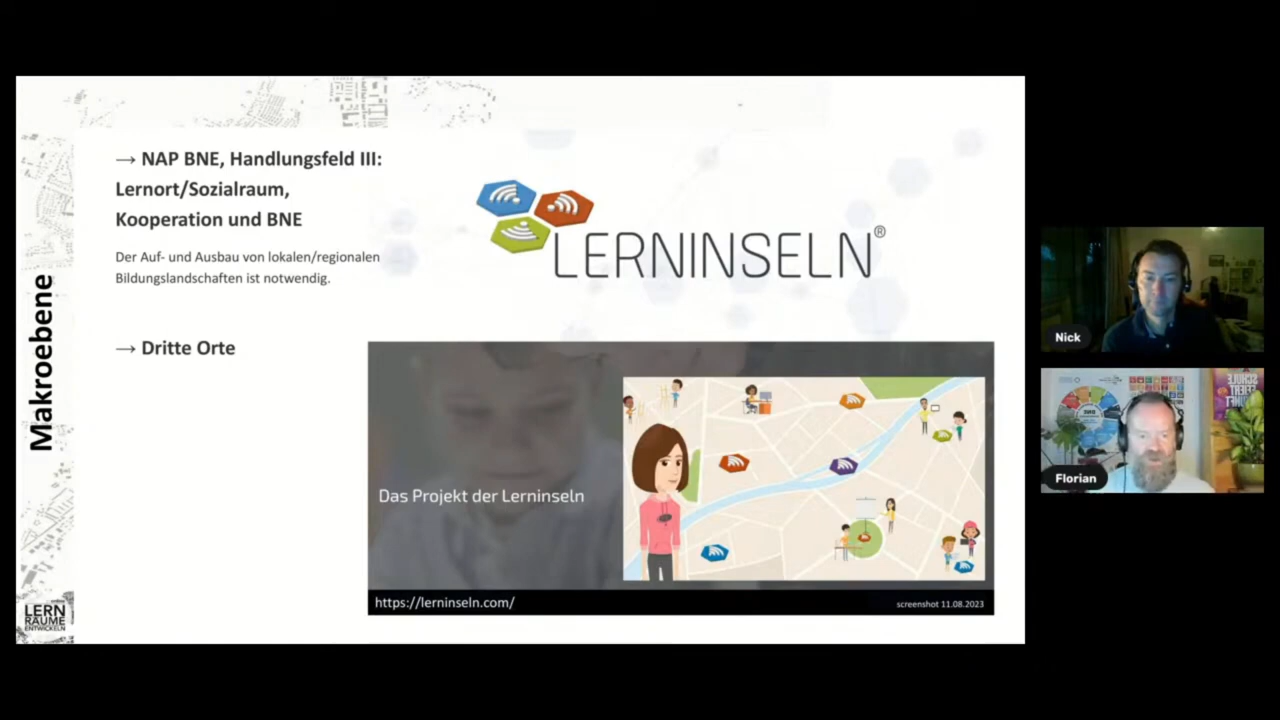 → NAP BNE, Handlungsfeld III:
Lernort/Sozialraum,
Kooperation und BNE
Der Auf- und Ausbau von lokalen/regionalen
Bildungslandschaften ist notwendig.
→ Dritte Orte
Makroebene
LERN
RÄUME
ENTWICKELN
LERNINSELN®
Das Projekt der Lerninseln
https://lerninseln.com/
screenshot 11.08.2023
Nick
Florian